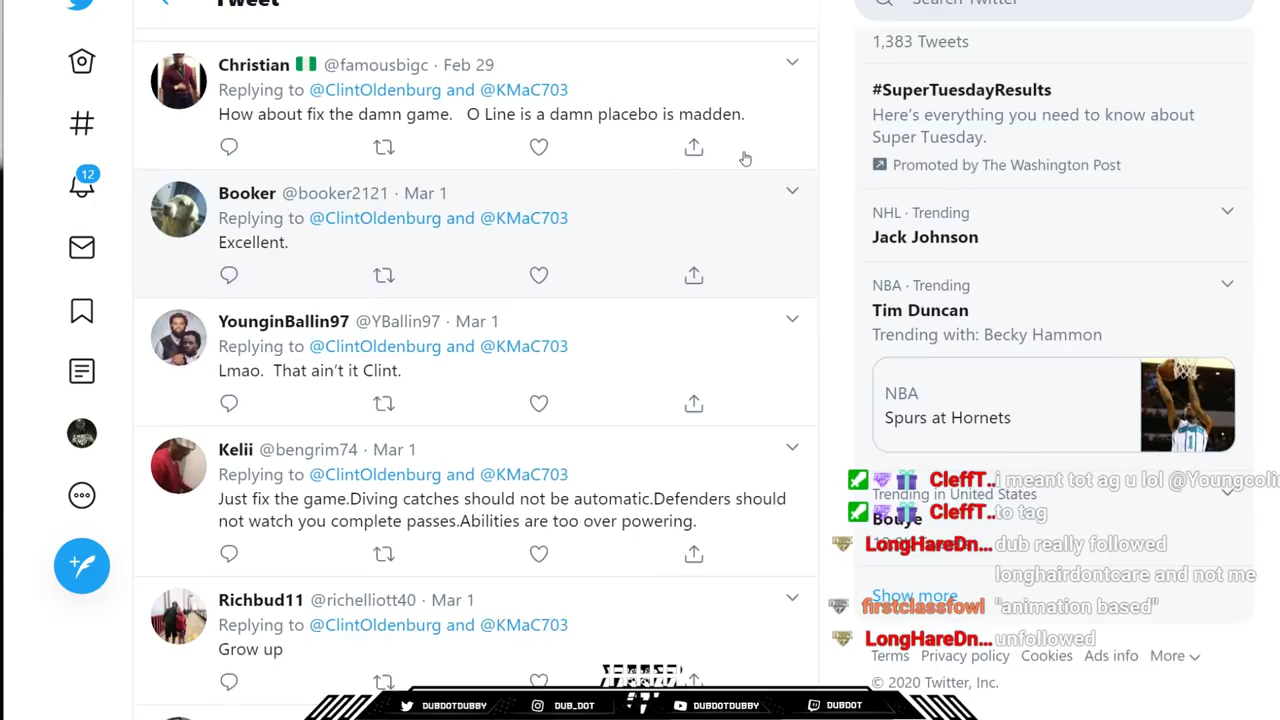 Tweet
Christian @famousbigc · Feb 29
Replying to @ClintOldenburg and @KMaC703
How about fix the damn game. O Line is a damn placebo is madden.
Booker @booker2121 · Mar 1
Replying to @ClintOldenburg and @KMaC703
Excellent.
YounginBallin97 @YBallin97 · Mar 1
Replying to @ClintOldenburg and @KMaC703
Lmao. That ain't it Clint.
Kelii @bengrim74 · Mar 1
Replying to @ClintOldenburg and @KMaC703
Just fix the game.Diving catches should not be automatic.Defenders should
not watch you complete passes.Abilities are too over powering.
Richbud11 @richelliott40 · Mar 1
Replying to @ClintOldenburg and @KMaC703
Grow up
12
Search Twitter
1,383 Tweets
#SuperTuesdayResults
Here's everything you need to know about
Super Tuesday.
Promoted by The Washington Post
NHL · Trending
Jack Johnson
NBA · Trending
Tim Duncan
Trending with: Becky Hammon
NBA
Spurs at Hornets
Trending in United States
Bouye
Show more
Terms Privacy policy Cookies Ads info More
© 2020 Twitter, Inc.
CleffT.. i meant tot ag u lol @Youngcolin
CleffT.. to tag
LongHareDn... dub really followed
longhairdontcare and not me
firstclassfowl "animation based"
LongHareDn... unfollowed
DUBDOTDUBBY DUB_DOT DUBDOTDUBBY DUBDOT